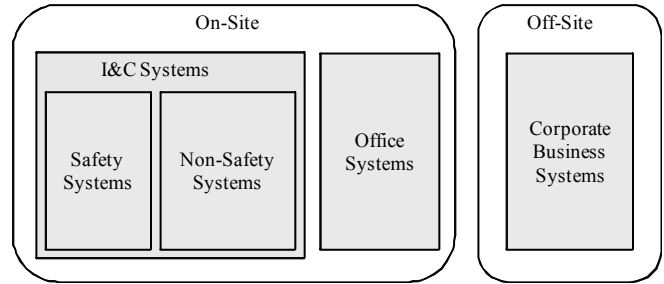 On-Site
Off-Site
I&C Systems
Safety
Systems
Non-Safety
Systems
Office
Systems
Corporate
Business
Systems